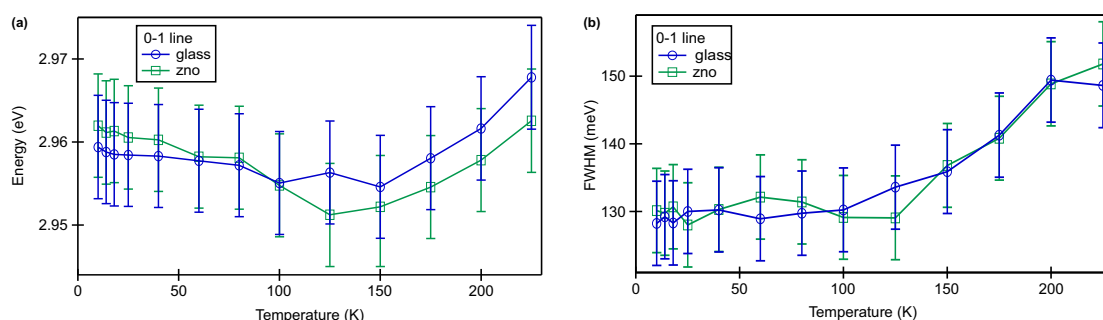 (a)
0-1 line
glass
zno
2.97
2.96
2.95
Energy (eV)
0
50
100
150
200
Temperature (K)
(b)
0-1 line
glass
zno
150
140
130
FWHM (meV)
0
50
100
150
200
Temperature (K)